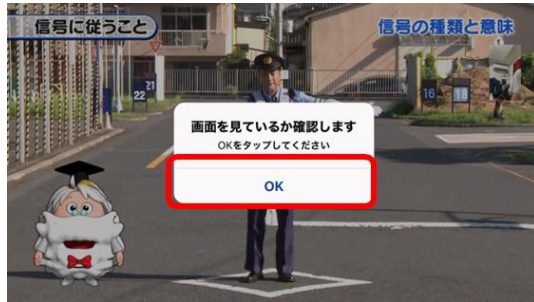 信号に従うこと
信号の種類と意味
21
22
16 18
画面を見ているか確認します
OKをタップしてください
OK